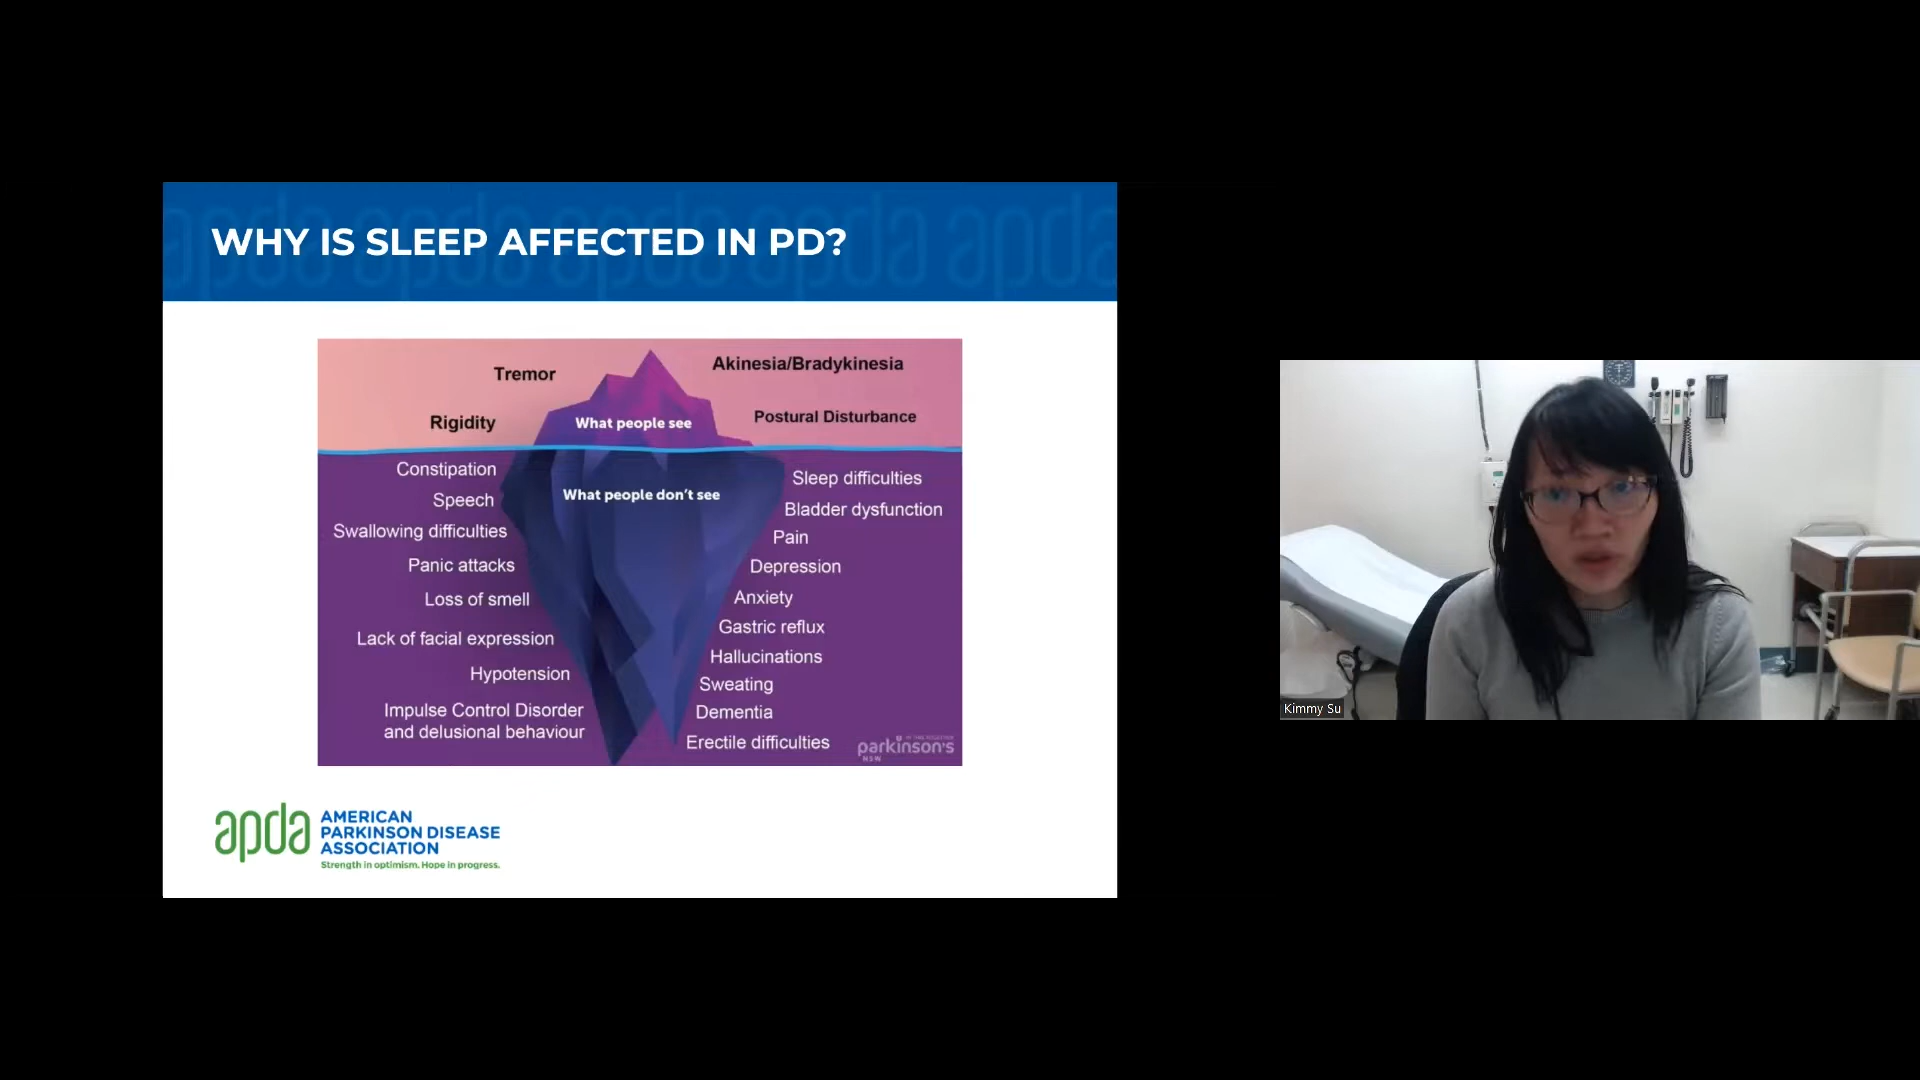 WHY IS SLEEP AFFECTED IN PD?
Tremor
Akinesia/Bradykinesia
Rigidity
What people see
Postural Disturbance
Constipation
Speech
Swallowing difficulties
Panic attacks
Loss of smell
Lack of facial expression
Hypotension
Impulse Control Disorder
and delusional behaviour
What people don't see
Sleep difficulties
Bladder dysfunction
Pain
Depression
Anxiety
Gastric reflux
Hallucinations
Sweating
Dementia
Erectile difficulties
parkinson's
NSW
apda
AMERICAN
PARKINSON DISEASE
ASSOCIATION
Strength in optimism. Hope in progress.
Kimmy Su